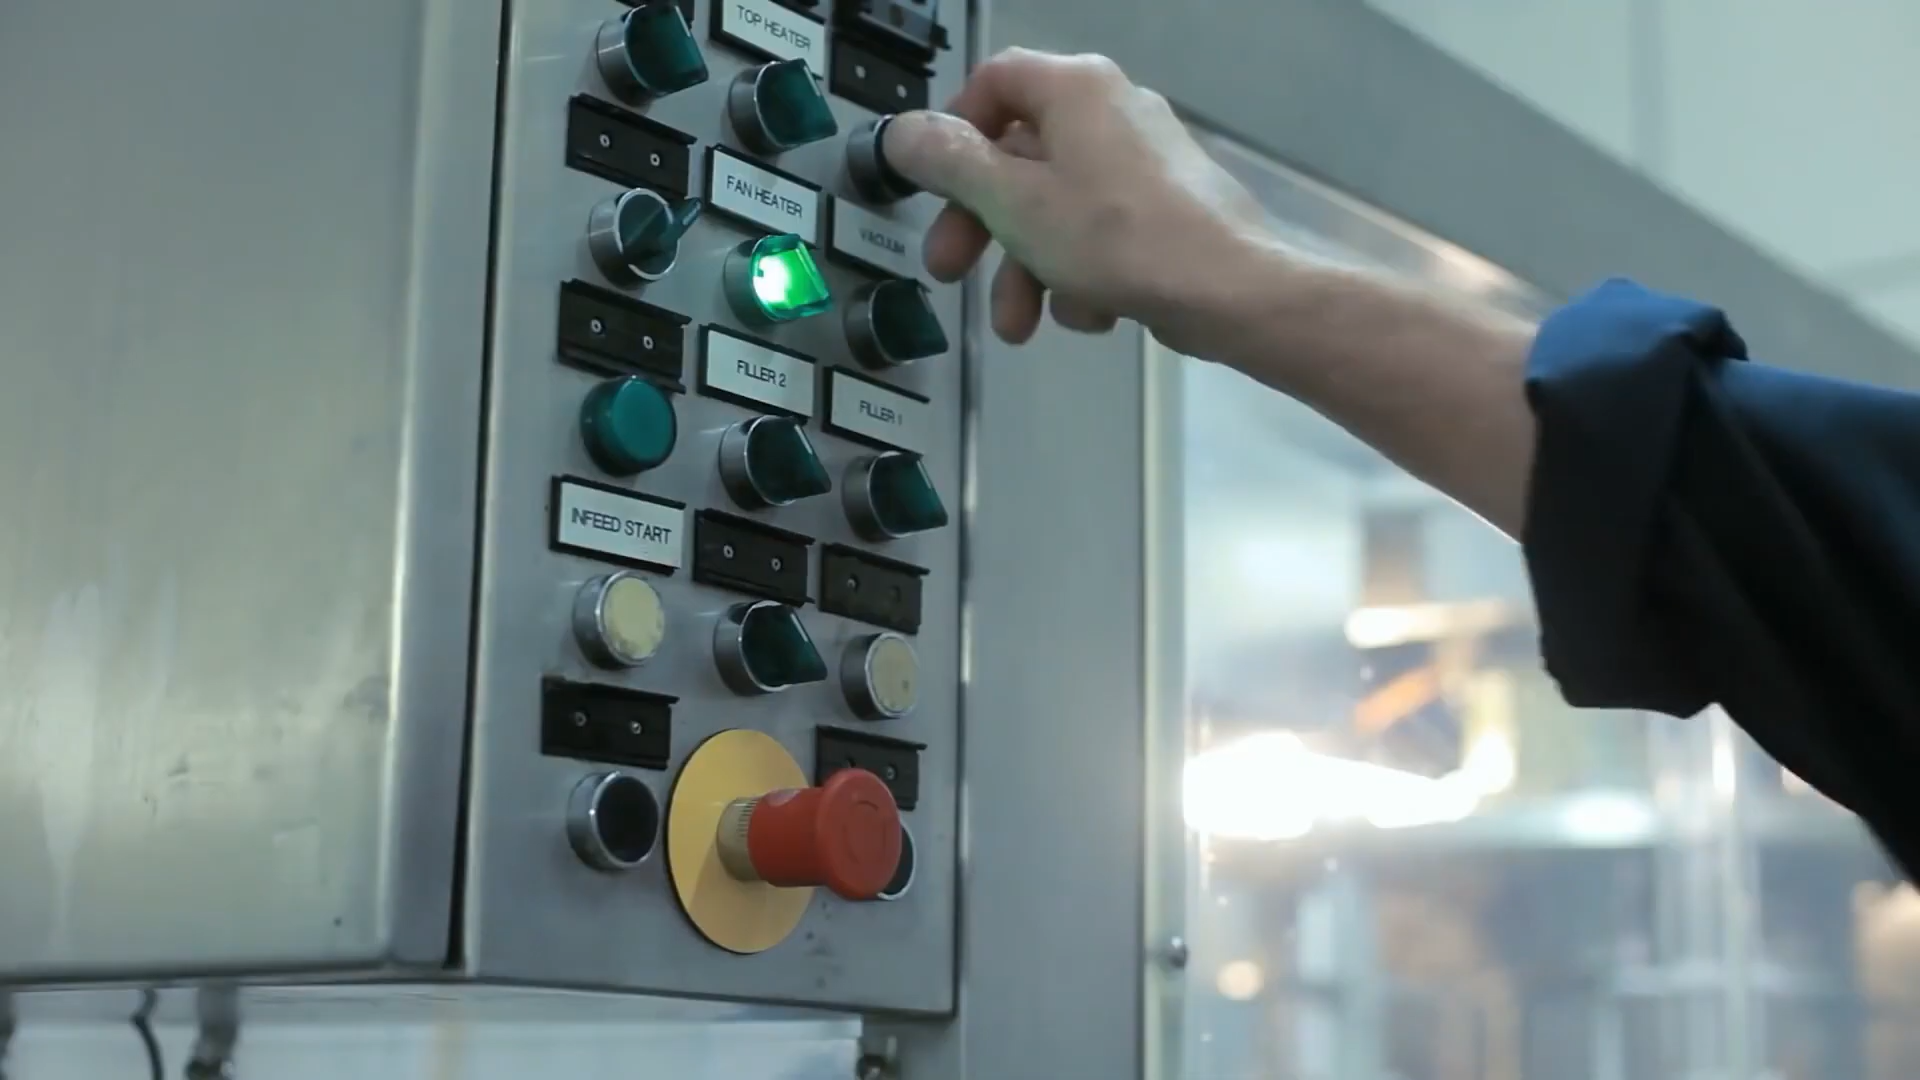 TOP HEATER
FAN HEATER
VACUUM
FILLER 2
FILLER 1
INFEED START